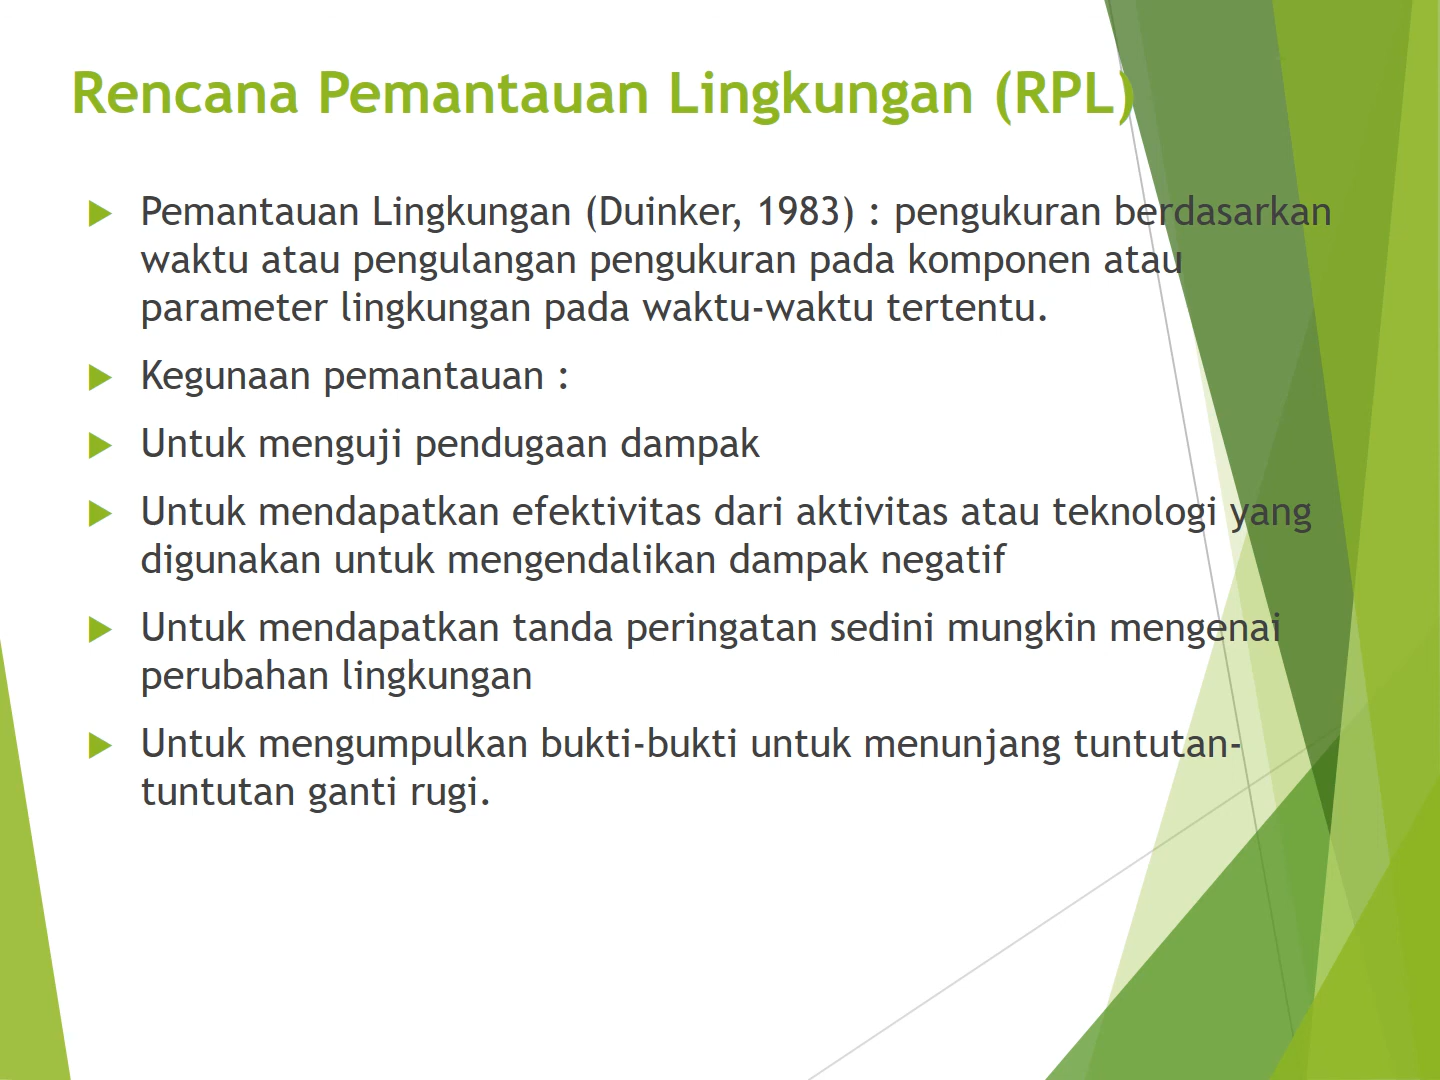 Rencana Pemantauan Lingkungan (RPL)
Pemantauan Lingkungan (Duinker, 1983) : pengukuran berdasarkan
waktu atau pengulangan pengukuran pada komponen atau
parameter lingkungan pada waktu-waktu tertentu.
Kegunaan pemantauan :
Untuk menguji pendugaan dampak
Untuk mendapatkan efektivitas dari aktivitas atau teknologi yang
digunakan untuk mengendalikan dampak negatif
Untuk mendapatkan tanda peringatan sedini mungkin mengenai
perubahan lingkungan
Untuk mengumpulkan bukti-bukti untuk menunjang tuntutan-
tuntutan ganti rugi.